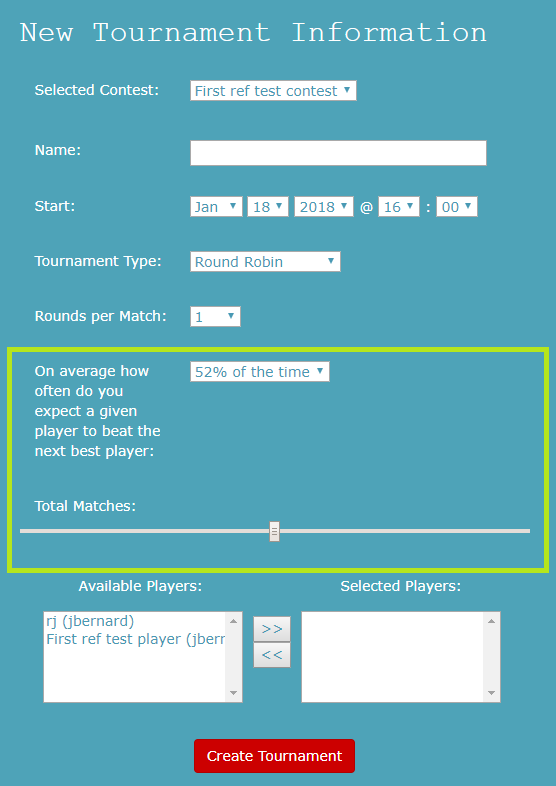 New Tournament Information
Selected Contest: First ref test contest
Name:
Start: Jan 18 2018 @ 16 : 00
Tournament Type: Round Robin
Rounds per Match: 1
On average how 52% of the time
often do you
expect a given
player to beat the
next best player:
Total Matches:
Available Players: Selected Players:
rj (jbernard)
First ref test player (jberr
>>
<<
Create Tournament